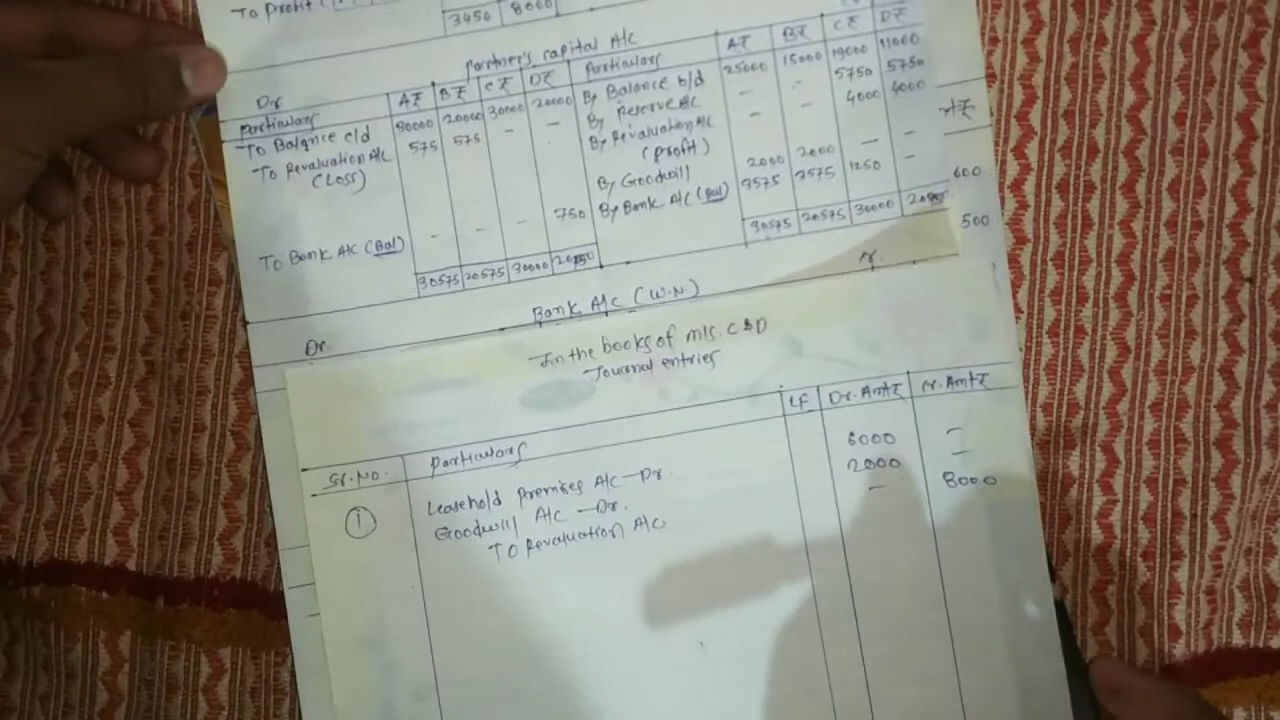 To Profit
3450 8000
Partner's capital A/c
Dr
Particulars A₹ B₹ C₹ D₹ Particulars A₹ B₹ C₹ D₹
To Balance c/d 30000 20000 30000 20000 By Balance b/d 25000 15000 19000 11000
To Revaluation A/c 575 575 - - By Reserve A/c - - 5750 5750
(Loss) By Revaluation A/c - - 4000 4000
(profit)
By Goodwill 2000 2000 - -
To Bank A/c (Bal) - - - 750 By Bank A/c (Bal) 3575 3575 1250 -
30575 20575 30000 20750 30575 20575 30000 20750
600
500
Bank A/c (W.N)
Dr.
In the books of M/s. C & D
Journal entries
Sr.No. Particulars LF Dr.Amt₹ Cr.Amt₹
1 Leasehold Premises A/c —Dr. 6000 -
Goodwill A/c —Dr. 2000 -
TO Revaluation A/c - 8000